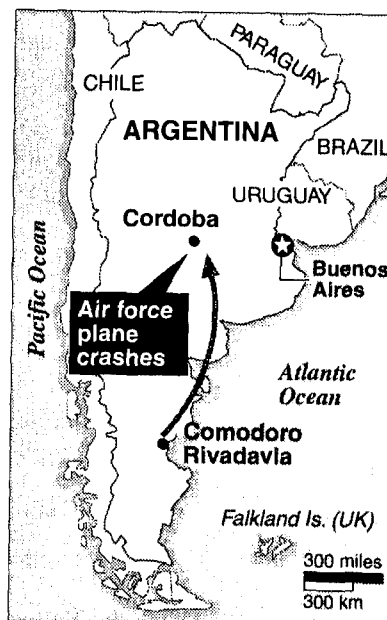 PARAGUAY
CHILE
ARGENTINA
BRAZIL
URUGUAY
Cordoba
Buenos
Aires
Air force
plane
crashes
Pacific Ocean
Atlantic
Ocean
Comodoro
Rivadavia
Falkland Is. (UK)
300 miles
300 km